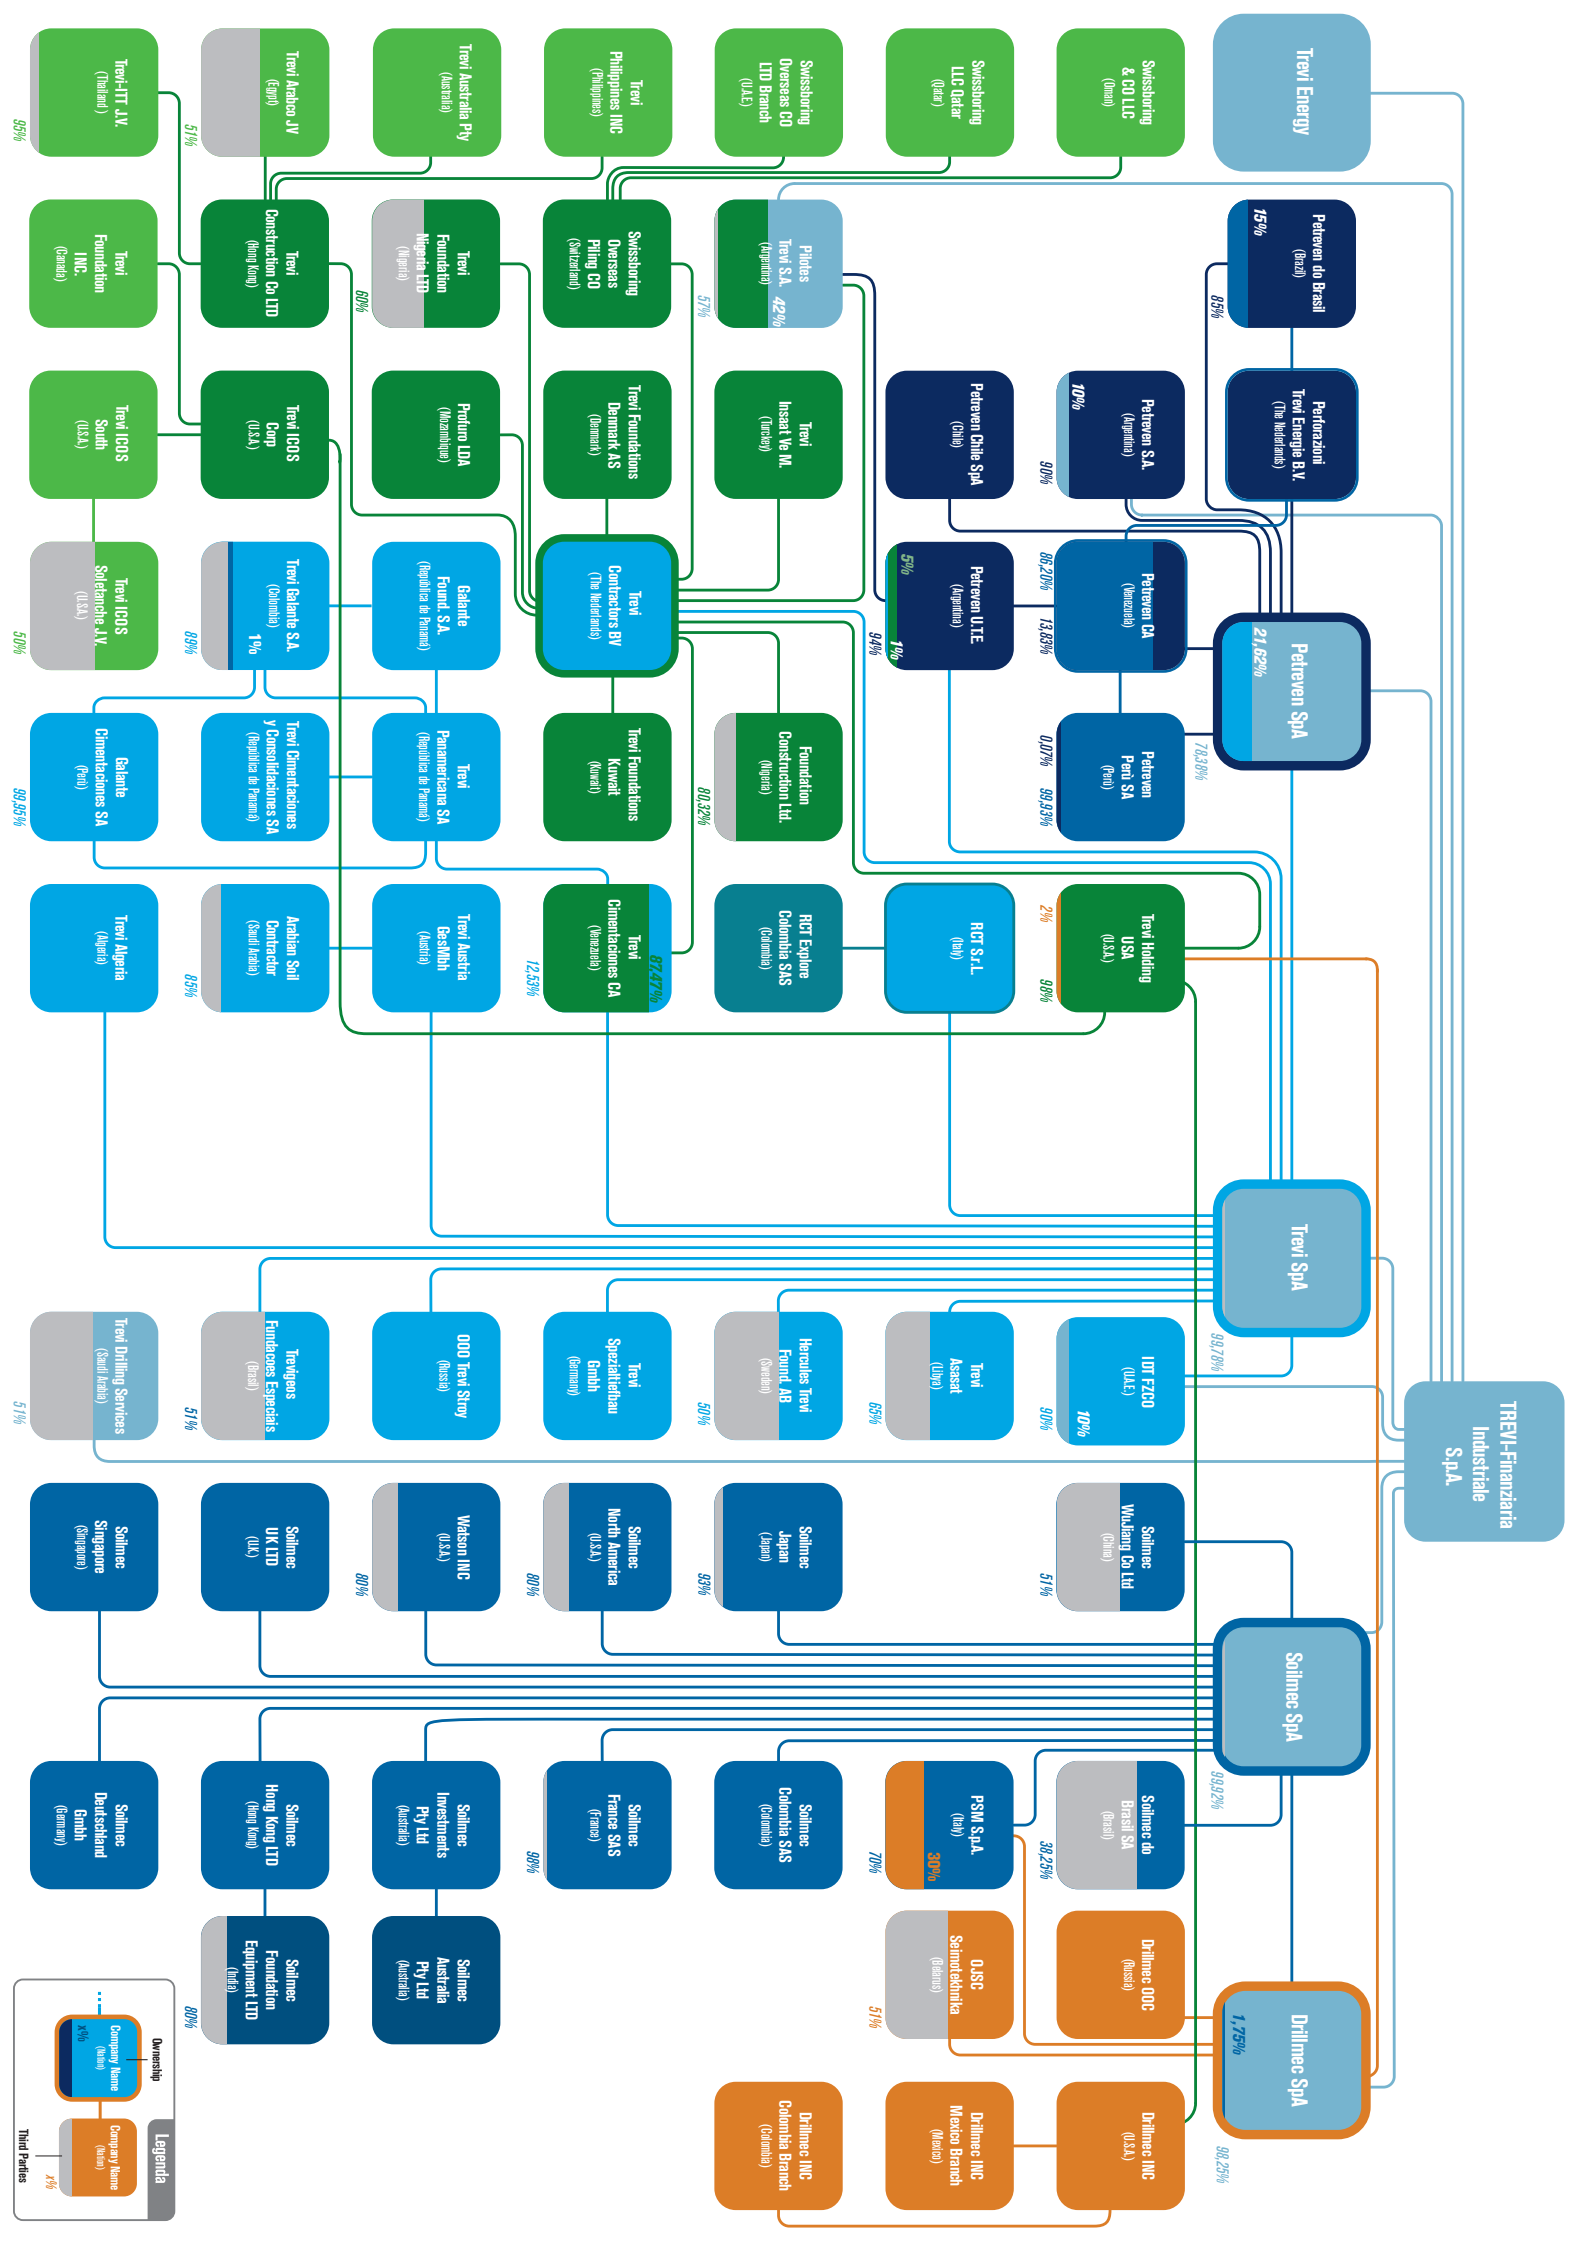 TREVI-Finanziaria
Industriale
S.p.A.
Trevi Energy
Petreven SpA
21,62%
78,38%
Trevi SpA
99,78%
Soilmec SpA
99,92%
Drillmec SpA
1,75%
98,25%
Petreven do Brasil
(Brazil)
15%
85%
Perforazioni
Trevi Energie B.V.
(The Nederlands)
Swissboring
& CO LLC
(Oman)
Petreven S.A.
(Argentina)
10%
90%
Petreven CA
(Venezuela)
86,20%
13,83%
Petreven
Perù SA
(Perù)
0,07%
99,93%
Trevi Holding
USA
(U.S.A.)
2%
98%
IDT FZCO
(U.A.E.)
10%
90%
Soilmec
WuJiang Co Ltd
(China)
51%
Soilmec do
Brasil SA
(Brasil)
38,25%
Drillmec OOC
(Russia)
Drillmec INC
(U.S.A.)
Swissboring
LLC Qatar
(Qatar)
Petreven Chile SpA
(Chile)
Petreven U.T.E.
(Argentina)
5%
1%
94%
RCT S.r.L.
(Italy)
Trevi
Asasat
(Libya)
65%
PSM S.p.A.
(Italy)
30%
70%
OJSC
Seimotekhnika
(Belarus)
51%
Drillmec INC
Mexico Branch
(Mexico)
Swissboring
Overseas CO
LTD Branch
(U.A.E.)
Pilotes
Trevi S.A.
(Argentina)
42%
57%
Trevi
Insaat Ve M.
(Turckey)
Foundation
Construction Ltd.
(Nigeria)
80,32%
RCT Explore
Colombia SAS
(Colombia)
Hercules Trevi
Found. AB
(Sweden)
50%
Soilmec
Japan
(Japan)
93%
Soilmec
Colombia SAS
(Colombia)
Drillmec INC
Colombia Branch
(Colombia)
Trevi
Philippines INC
(Philippines)
Swissboring
Overseas
Piling CO
(Switzerland)
Trevi Foundations
Denmark AS
(Denmark)
Trevi
Contractors BV
(The Nederlands)
Trevi Foundations
Kuwait
(Kuwait)
Trevi
Cimentaciones CA
(Venezuela)
87,47%
12,53%
Trevi
Spezialtiefbau
Gmbh
(Germany)
Soilmec
North America
(U.S.A.)
80%
Soilmec
France SAS
(France)
98%
Trevi Australia Pty
(Australia)
Trevi
Foundation
Nigeria LTD
(Nigeria)
60%
Profuro LDA
(Mozambique)
Galante
Found. S.A.
(República de Panamá)
Trevi
Panamericana SA
(República de Panamá)
Trevi Austria
GesMbh
(Austria)
OOO Trevi Stroy
(Russia)
Watson INC
(U.S.A.)
80%
Soilmec
Investments
Pty Ltd
(Australia)
Soilmec
Australia
Pty Ltd
(Australia)
Trevi Arabco JV
(Egypt)
51%
Trevi
Construction Co LTD
(Hong Kong)
Trevi ICOS
Corp
(U.S.A.)
Trevi Galante S.A.
(Colombia)
1%
89%
Trevi Cimentaciones
y Consolidaciones SA
(República de Panamá)
Arabian Soil
Contractor
(Saudi Arabia)
85%
Trevigeos
Fundacoes Especiais
(Brasil)
51%
Soilmec
UK LTD
(U.K.)
Soilmec
Hong Kong LTD
(Hong Kong)
Soilmec
Foundation
Equipment LTD
(India)
80%
Trevi-ITT J.V.
(Thailand)
95%
Trevi
Foundation
INC.
(Canada)
Trevi ICOS
South
(U.S.A.)
Trevi ICOS
Soletanche J.V.
(U.S.A.)
50%
Galante
Cimentaciones SA
(Perù)
99,95%
Trevi Algeria
(Algeria)
Trevi Drilling Services
(Saudi Arabia)
51%
Soilmec
Singapore
(Singapore)
Soilmec
Deutschland
Gmbh
(Germany)
Legenda
Ownership
Company Name
(Nation)
x%
Company Name
(Nation)
x%
Third Parties